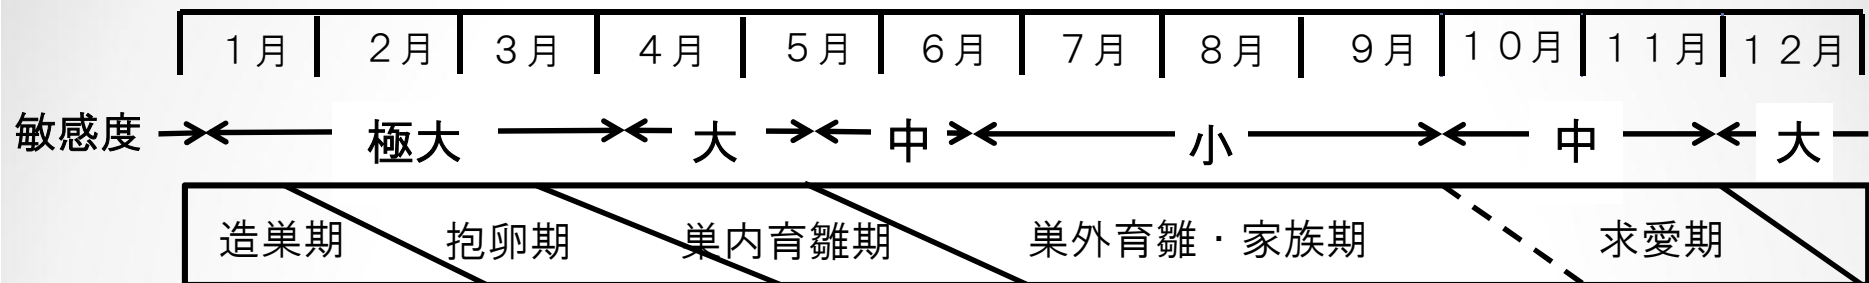 1月 2月 3月 4月 5月 6月 7月 8月 9月 10月 11月 12月
敏感度 極大 大 中 小 中 大
造巣期 抱卵期 巣内育雛期 巣外育雛・家族期 求愛期